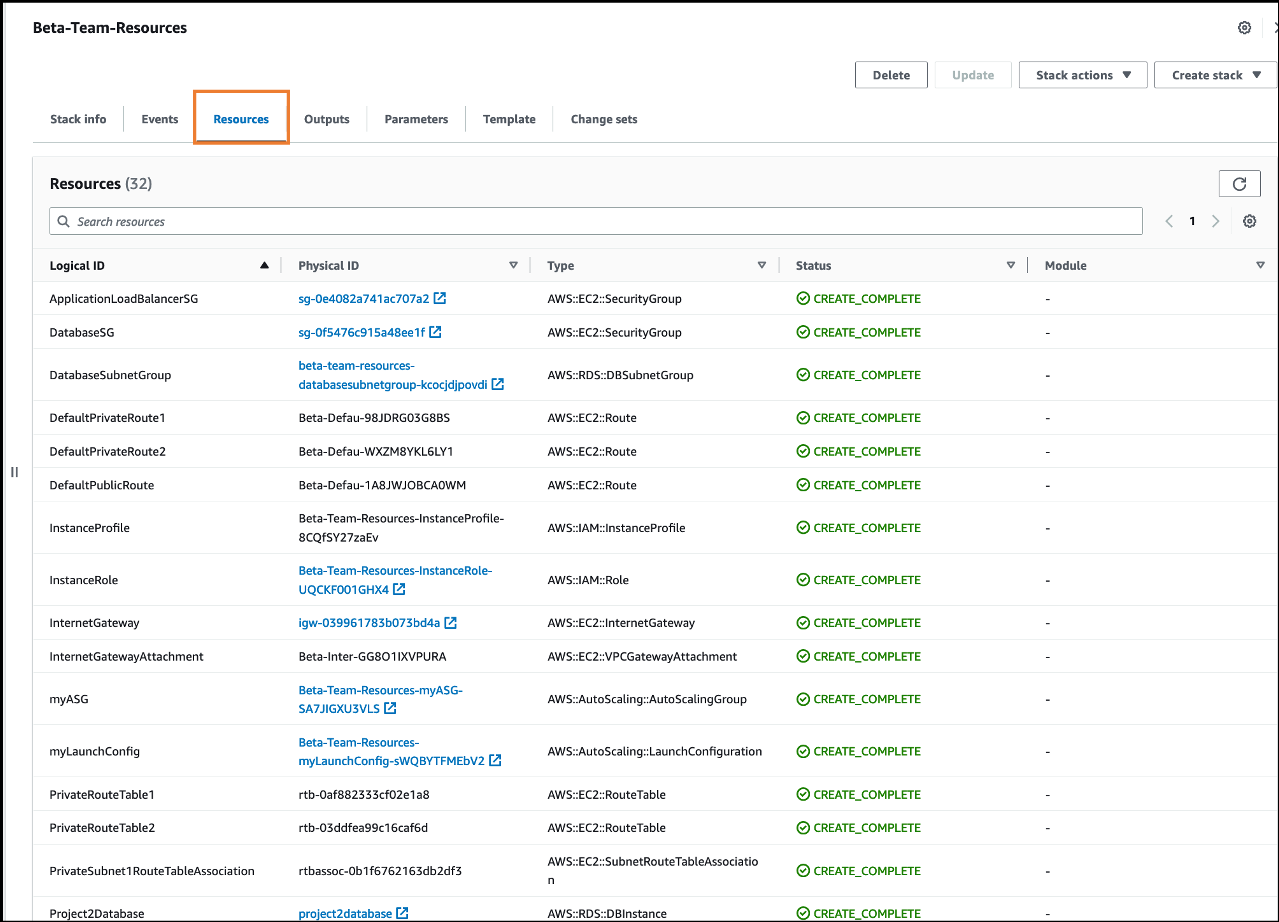 Beta-Team-Resources
Delete Update Stack actions Create stack
Stack info Events Resources Outputs Parameters Template Change sets
Resources (32)
Search resources 1
Logical ID Physical ID Type Status Module
ApplicationLoadBalancerSG sg-0e4082a741ac707a2 AWS::EC2::SecurityGroup CREATE_COMPLETE -
DatabaseSG sg-0f5476c915a48ee1f AWS::EC2::SecurityGroup CREATE_COMPLETE -
DatabaseSubnetGroup beta-team-resources-
databasesubnetgroup-kcocjdjpovdi AWS::RDS::DBSubnetGroup CREATE_COMPLETE -
DefaultPrivateRoute1 Beta-Defau-98JDRG03G8BS AWS::EC2::Route CREATE_COMPLETE -
DefaultPrivateRoute2 Beta-Defau-WXZM8YKL6LY1 AWS::EC2::Route CREATE_COMPLETE -
DefaultPublicRoute Beta-Defau-1A8JWJOBCA0WM AWS::EC2::Route CREATE_COMPLETE -
InstanceProfile Beta-Team-Resources-InstanceProfile-
8CQfSY27zaEv AWS::IAM::InstanceProfile CREATE_COMPLETE -
InstanceRole Beta-Team-Resources-InstanceRole-
UQCKF001GHX4 AWS::IAM::Role CREATE_COMPLETE -
InternetGateway igw-039961783b073bd4a AWS::EC2::InternetGateway CREATE_COMPLETE -
InternetGatewayAttachment Beta-Inter-GG8O1IXVPURA AWS::EC2::VPCGatewayAttachment CREATE_COMPLETE -
myASG Beta-Team-Resources-myASG-
SA7JIGXU3VLS AWS::AutoScaling::AutoScalingGroup CREATE_COMPLETE -
myLaunchConfig Beta-Team-Resources-
myLaunchConfig-sWQBYTFMEbV2 AWS::AutoScaling::LaunchConfiguration CREATE_COMPLETE -
PrivateRouteTable1 rtb-0af882333cf02e1a8 AWS::EC2::RouteTable CREATE_COMPLETE -
PrivateRouteTable2 rtb-03ddfea99c16caf6d AWS::EC2::RouteTable CREATE_COMPLETE -
PrivateSubnet1RouteTableAssociation rtbassoc-0b1f6762163db2df3 AWS::EC2::SubnetRouteTableAssociatio
n CREATE_COMPLETE -
Project2Database project2database AWS::RDS::DBInstance CREATE_COMPLETE -